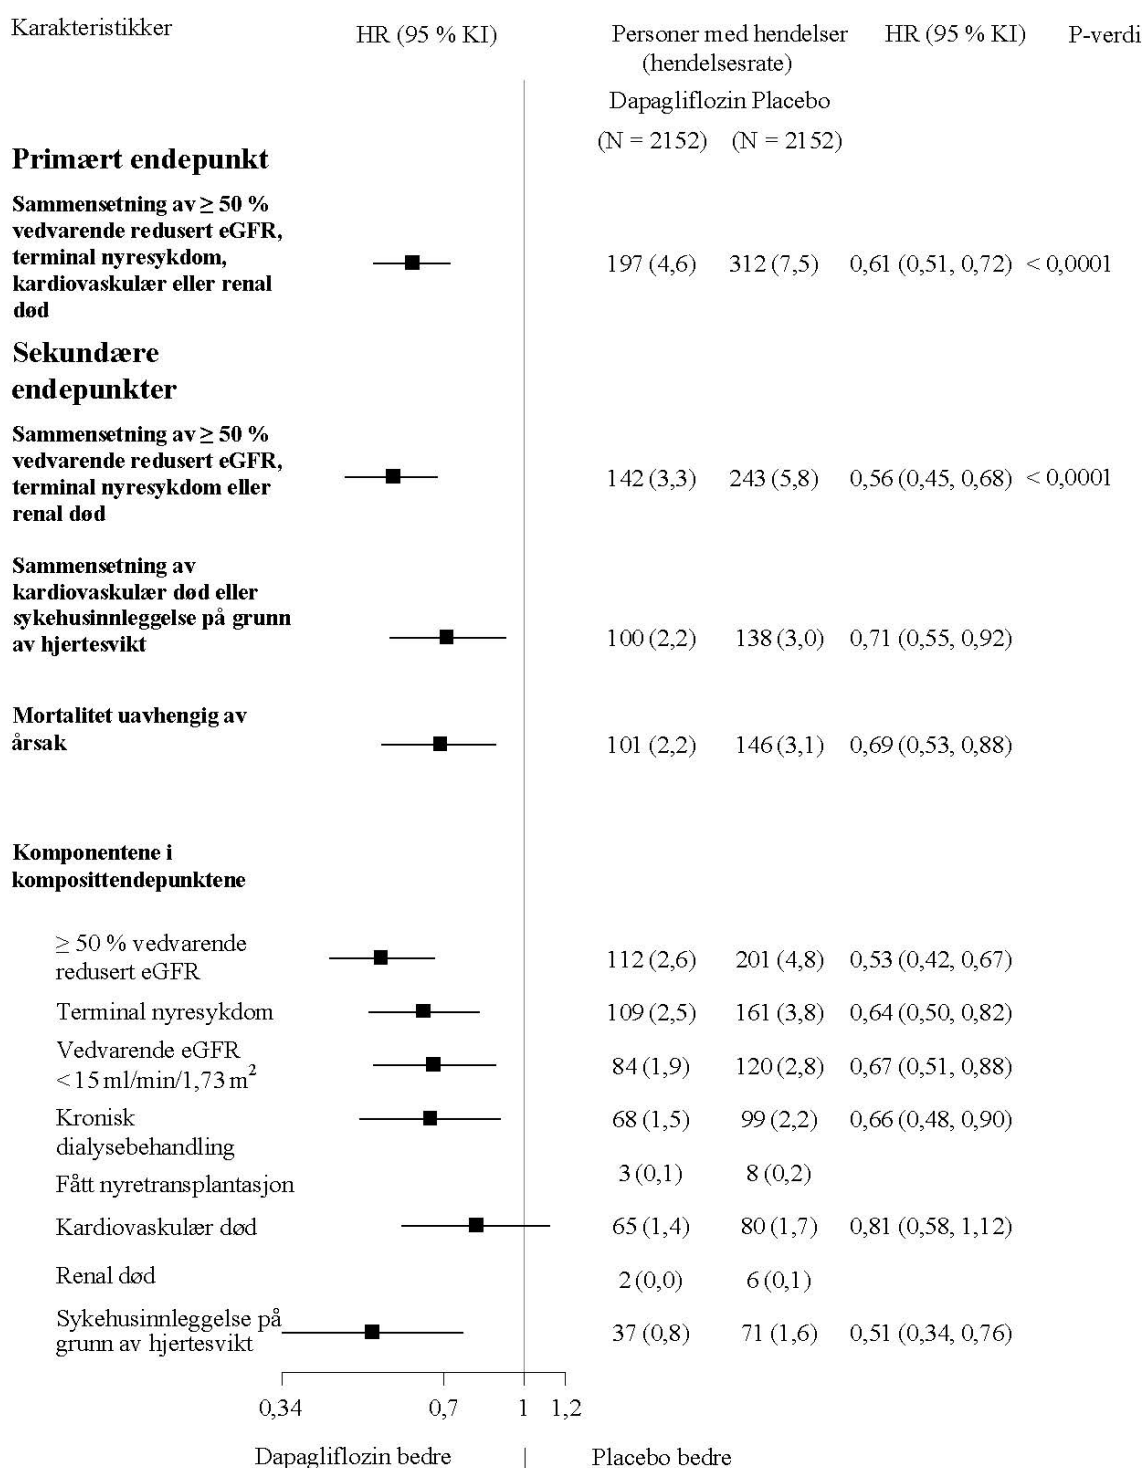 Karakteristikker HR (95 % KI) Personer med hendelser HR (95 % KI) P-verdi
(hendelsesrate)
Dapagliflozin Placebo
(N = 2152) (N = 2152)
Primært endepunkt
Sammensetning av ≥ 50 %
vedvarende redusert eGFR,
terminal nyresykdom, 197 (4,6) 312 (7,5) 0,61 (0,51, 0,72) < 0,0001
kardiovaskulær eller renal
død
Sekundære
endepunkter
Sammensetning av ≥ 50 %
vedvarende redusert eGFR,
terminal nyresykdom eller 142 (3,3) 243 (5,8) 0,56 (0,45, 0,68) < 0,0001
renal død
Sammensetning av
kardiovaskulær død eller
sykehusinnleggelse på grunn
av hjertesvikt 100 (2,2) 138 (3,0) 0,71 (0,55, 0,92)
Mortalitet uavhengig av
årsak 101 (2,2) 146 (3,1) 0,69 (0,53, 0,88)
Komponentene i
komposittendepunktene
≥ 50 % vedvarende
redusert eGFR 112 (2,6) 201 (4,8) 0,53 (0,42, 0,67)
Terminal nyresykdom 109 (2,5) 161 (3,8) 0,64 (0,50, 0,82)
Vedvarende eGFR
< 15 ml/min/1,73 m² 84 (1,9) 120 (2,8) 0,67 (0,51, 0,88)
Kronisk 68 (1,5) 99 (2,2) 0,66 (0,48, 0,90)
dialysebehandling
Fått nyretransplantasjon 3 (0,1) 8 (0,2)
Kardiovaskulær død 65 (1,4) 80 (1,7) 0,81 (0,58, 1,12)
Renal død 2 (0,0) 6 (0,1)
Sykehusinnleggelse på
grunn av hjertesvikt 37 (0,8) 71 (1,6) 0,51 (0,34, 0,76)
0,34 0,7 1 1,2
Dapagliflozin bedre | Placebo bedre